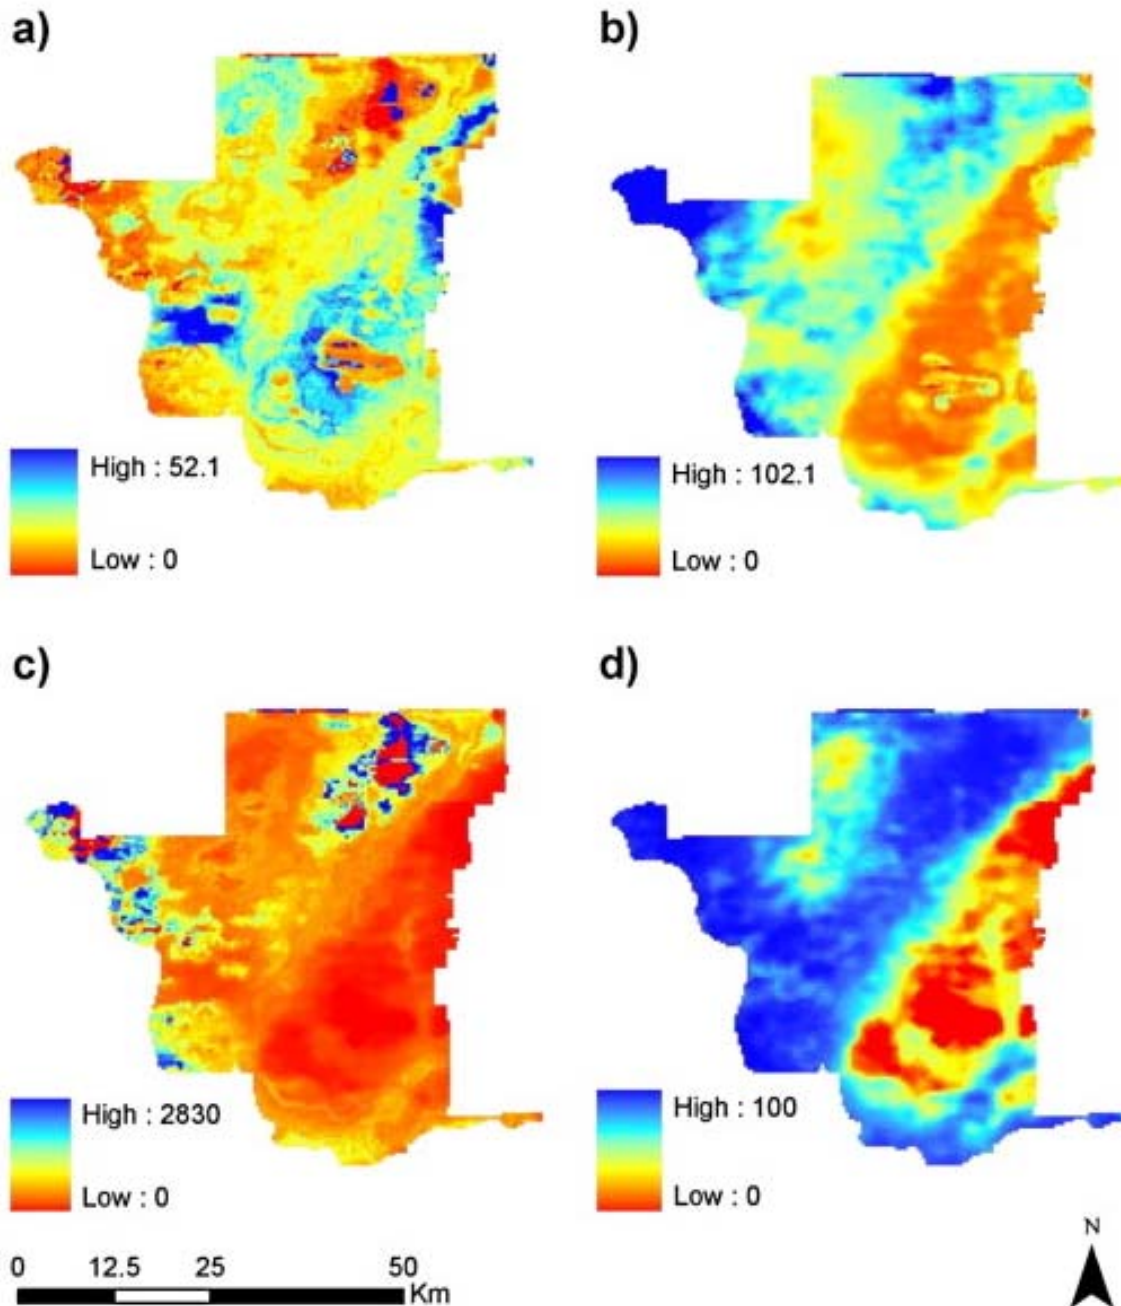 a)
b)
High : 52.1
Low : 0
High : 102.1
Low : 0
c)
d)
High : 2830
Low : 0
High : 100
Low : 0
0 12.5 25 50
Km
N